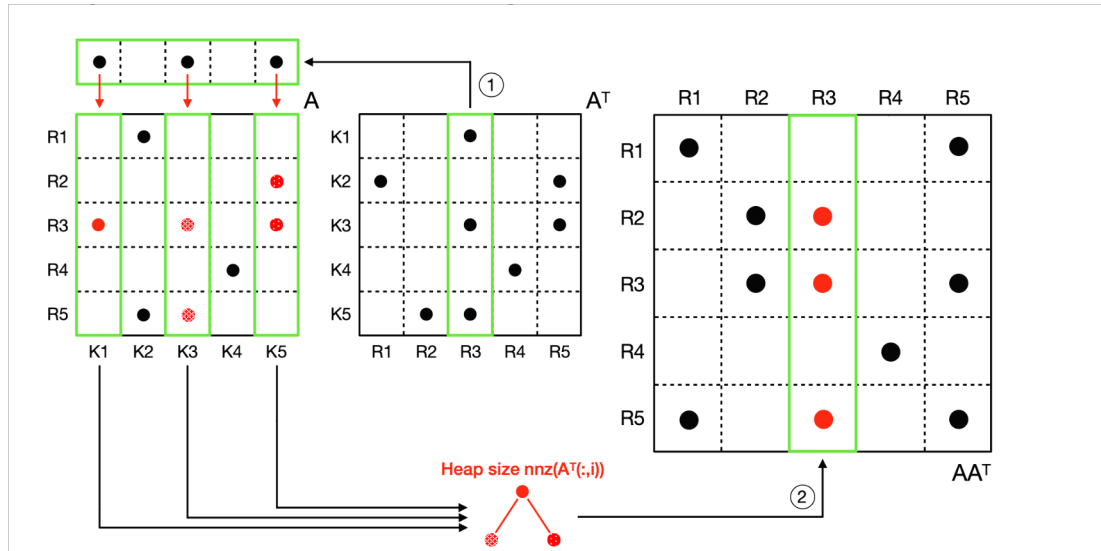 ①
A
Aᵀ
R1 R2 R3 R4 R5
R1
R2
R3
R4
R5
K1 K2 K3 K4 K5
K1
K2
K3
K4
K5
R1 R2 R3 R4 R5
R1
R2
R3
R4
R5
AAᵀ
Heap size nnz(Aᵀ(:,i))
②